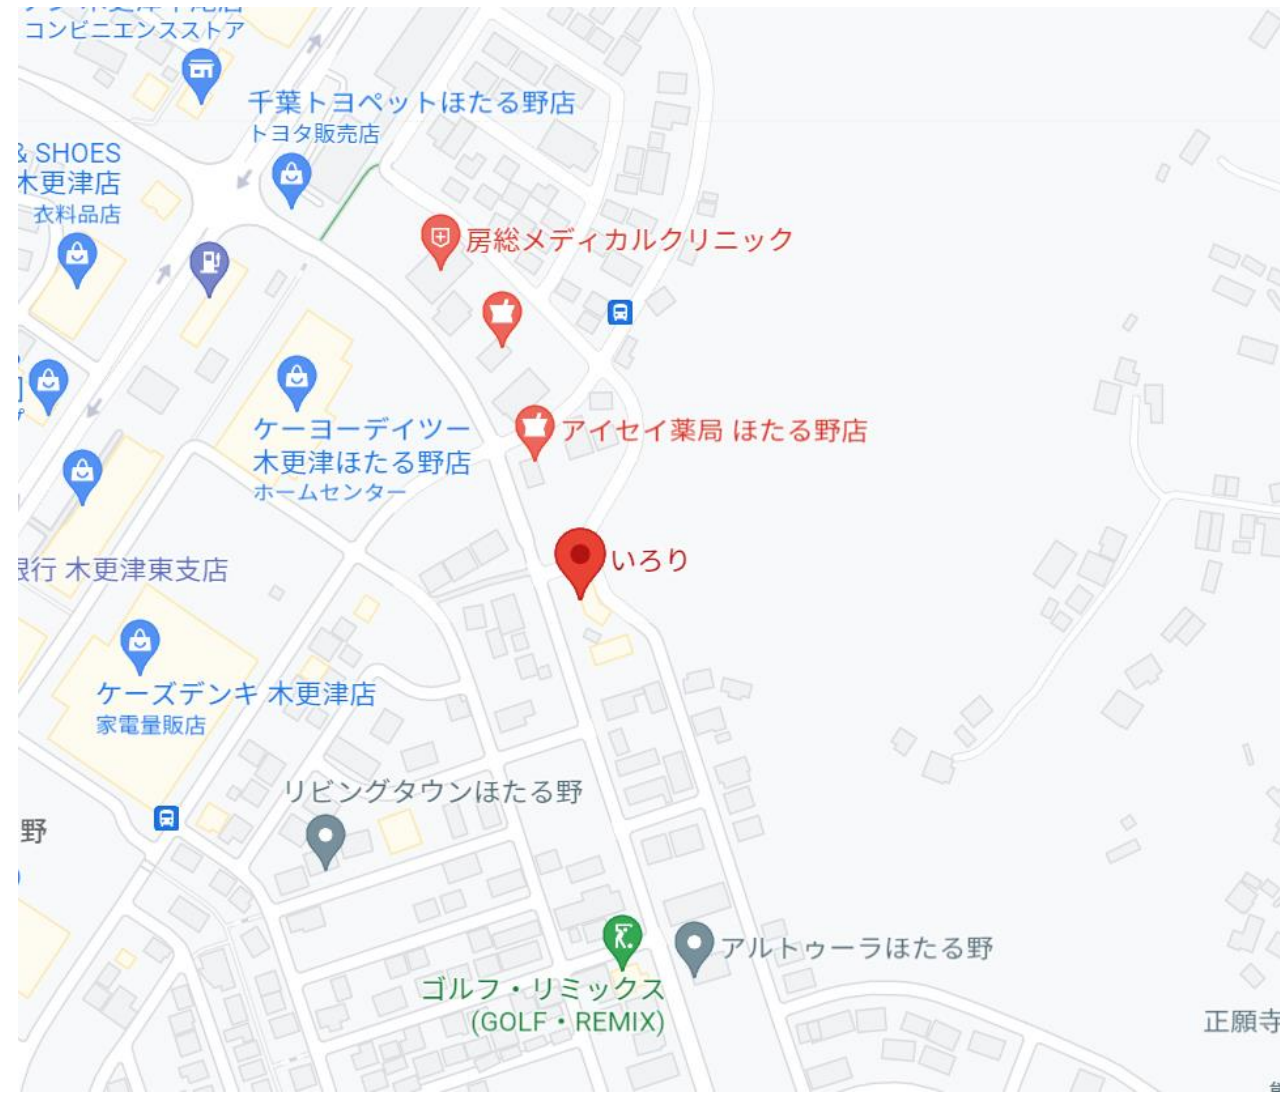 コンビニエンスストア
千葉トヨペットほたる野店
トヨタ販売店
& SHOES
木更津店
衣料品店
房総メディカルクリニック
ケーヨーデイツー
木更津ほたる野店
ホームセンター
アイセイ薬局 ほたる野店
いろり
行 木更津東支店
ケーズデンキ 木更津店
家電量販店
リビングタウンほたる野
野
アルトゥーラほたる野
ゴルフ・リミックス
(GOLF・REMIX)
正願寺